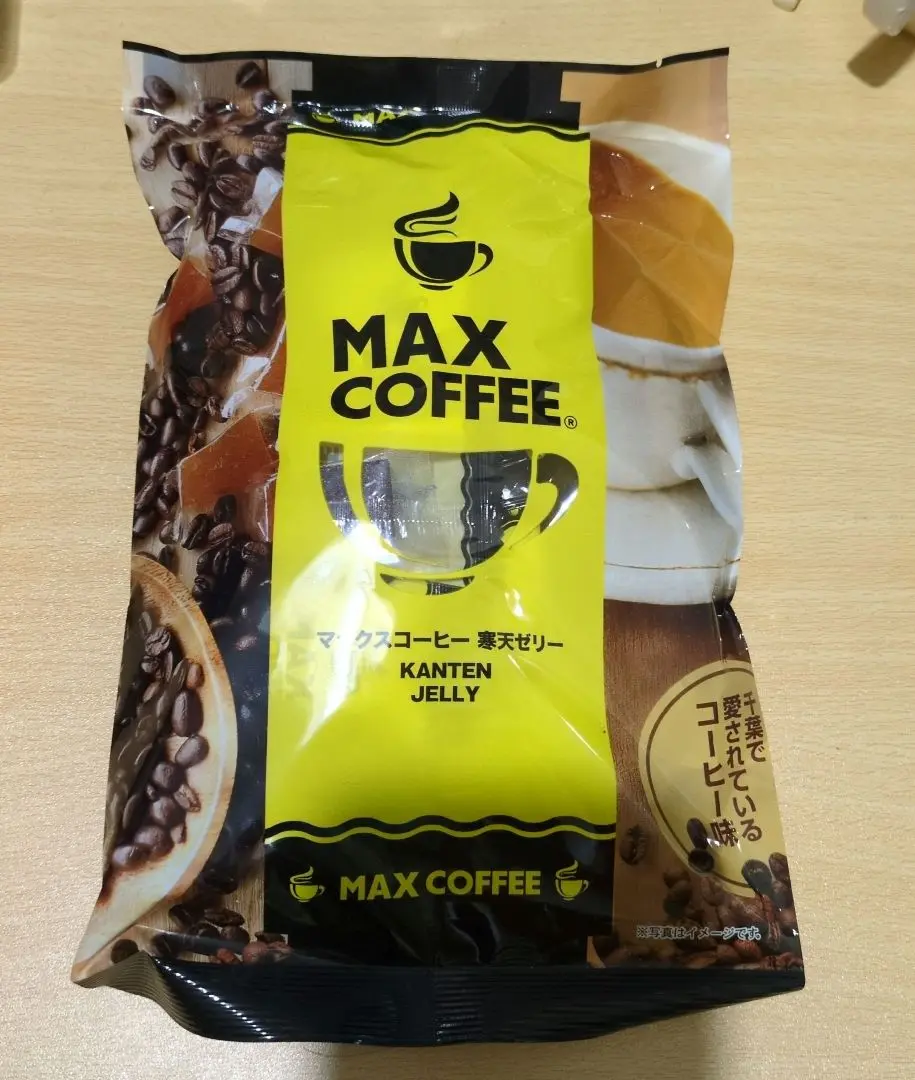 MAX
COFFEE®
マックスコーヒー 寒天ゼリー
KANTEN
JELLY
千葉で
愛されている
コーヒー味
MAX COFFEE
※写真はイメージです。